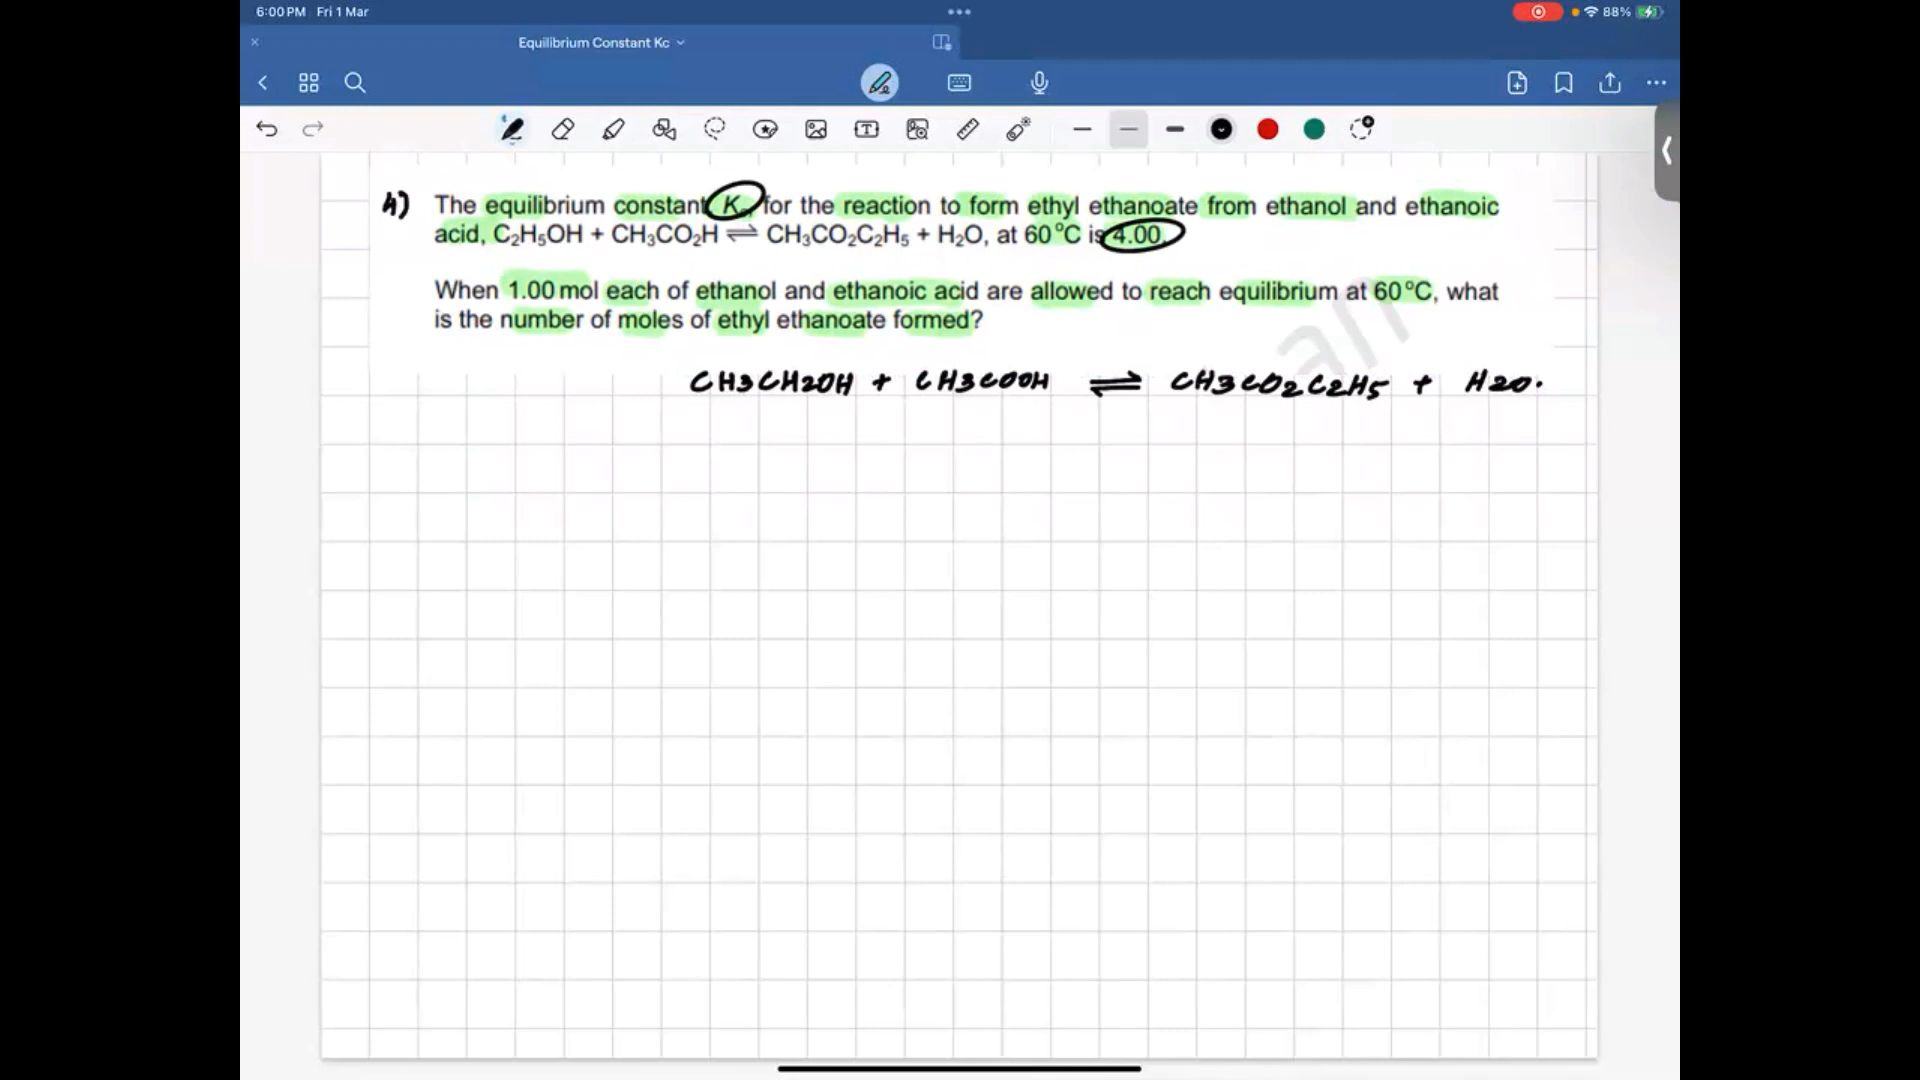 6:00 PM Fri 1 Mar
88%
Equilibrium Constant Kc
4) The equilibrium constant, Kc, for the reaction to form ethyl ethanoate from ethanol and ethanoic
acid, C₂H₅OH + CH₃CO₂H ⇌ CH₃CO₂C₂H₅ + H₂O, at 60 °C is 4.00.
When 1.00 mol each of ethanol and ethanoic acid are allowed to reach equilibrium at 60 °C, what
is the number of moles of ethyl ethanoate formed?
CH3CH2OH + CH3COOH ⇌ CH3CO2C2H5 + H2O.